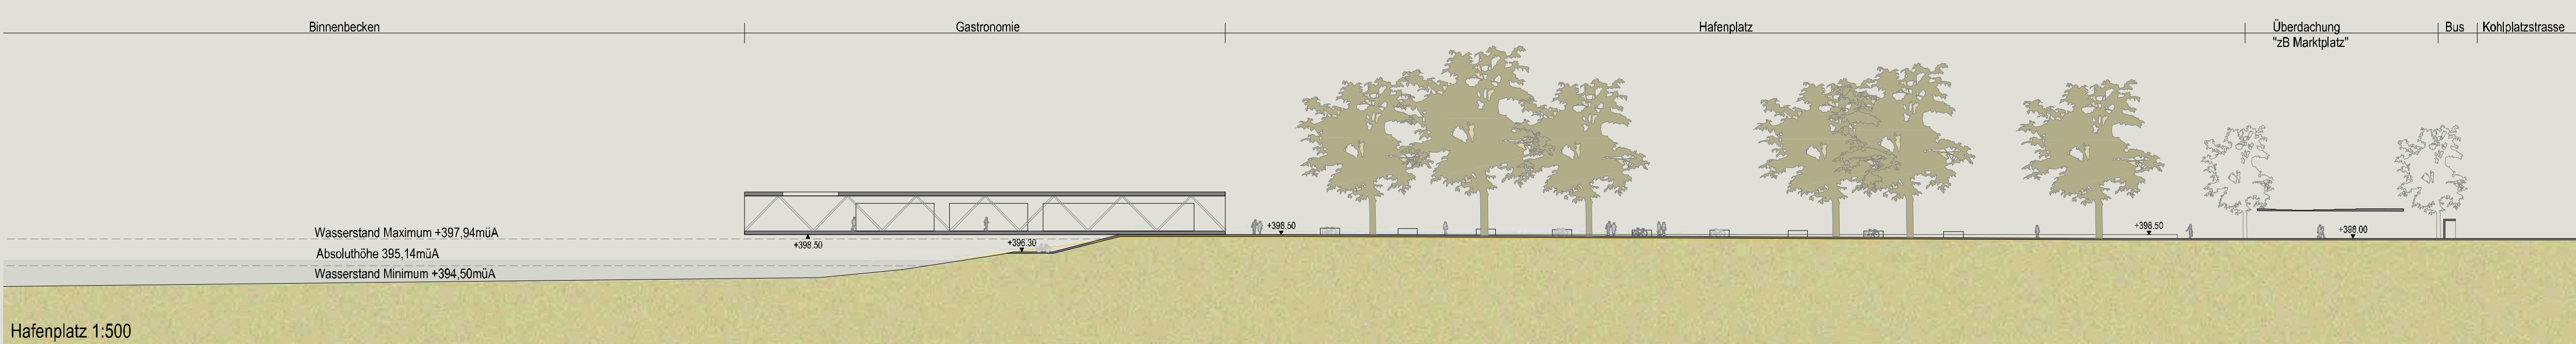 Binnenbecken
Gastronomie
Hafenplatz
Überdachung
"zB Marktplatz"
Bus
Kohlplatzstrasse
Wasserstand Maximum +397,94müA
Absoluthöhe 395,14müA
Wasserstand Minimum +394,50müA
+398.50
+396.30
+398.50
+398.50
+398.00
Hafenplatz 1:500